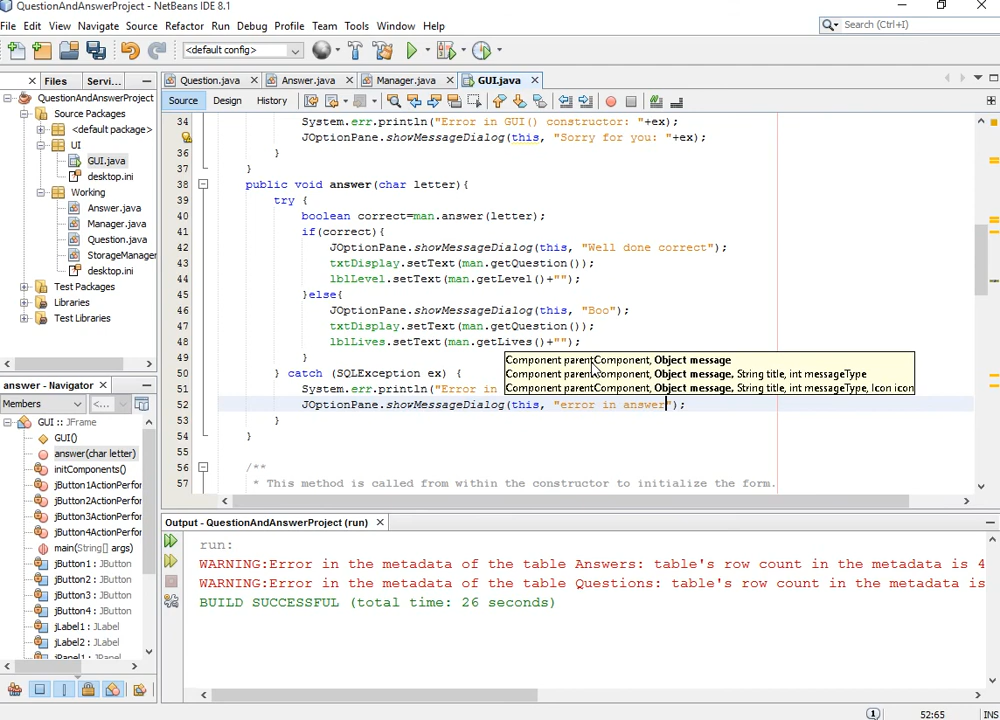 QuestionAndAnswerProject - NetBeans IDE 8.1
File Edit View Navigate Source Refactor Run Debug Profile Team Tools Window Help
<default config>
Search (Ctrl+I)
Files Servi...
Question.java Answer.java Manager.java GUI.java
Source Design History
QuestionAndAnswerProject
Source Packages
<default package>
UI
GUI.java
desktop.ini
Working
Answer.java
Manager.java
Question.java
StorageManager
desktop.ini
Test Packages
Libraries
Test Libraries
34 System.err.println("Error in GUI() constructor: "+ex);
JOptionPane.showMessageDialog(this, "Sorry for you: "+ex);
36 }
37 }
38 public void answer(char letter){
39 try {
40 boolean correct=man.answer(letter);
41 if(correct){
42 JOptionPane.showMessageDialog(this, "Well done correct");
43 txtDisplay.setText(man.getQuestion());
44 lblLevel.setText(man.getLevel()+"");
45 }else{
46 JOptionPane.showMessageDialog(this, "Boo");
47 txtDisplay.setText(man.getQuestion());
48 lblLives.setText(man.getLives()+"");
49 }
50 } catch (SQLException ex) {
51 System.err.println("Error in
52 JOptionPane.showMessageDialog(this, "error in answer");
53 }
54 }
55
56 /**
57 * This method is called from within the constructor to initialize the form.
Component parentComponent, Object message
Component parentComponent, Object message, String title, int messageType
Component parentComponent, Object message, String title, int messageType, Icon icon
answer - Navigator
Members <...
GUI :: JFrame
GUI()
answer(char letter)
initComponents()
jButton1ActionPerfor
jButton2ActionPerfor
jButton3ActionPerfor
jButton4ActionPerfor
main(String[] args)
jButton1 : JButton
jButton2 : JButton
jButton3 : JButton
jButton4 : JButton
jLabel1 : JLabel
jLabel2 : JLabel
jPanel1 : JPanel
Output - QuestionAndAnswerProject (run)
run:
WARNING:Error in the metadata of the table Answers: table's row count in the metadata is 4
WARNING:Error in the metadata of the table Questions: table's row count in the metadata is
BUILD SUCCESSFUL (total time: 26 seconds)
1 52:65 INS